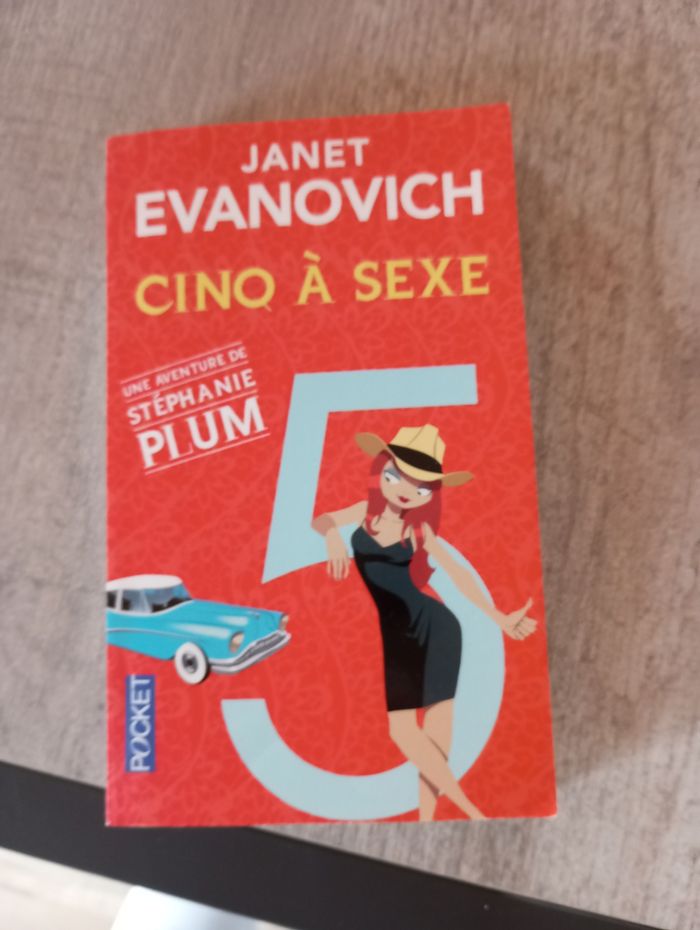 JANET
EVANOVICH
CINQ À SEXE
UNE AVENTURE DE
STÉPHANIE
PLUM
5
POCKET